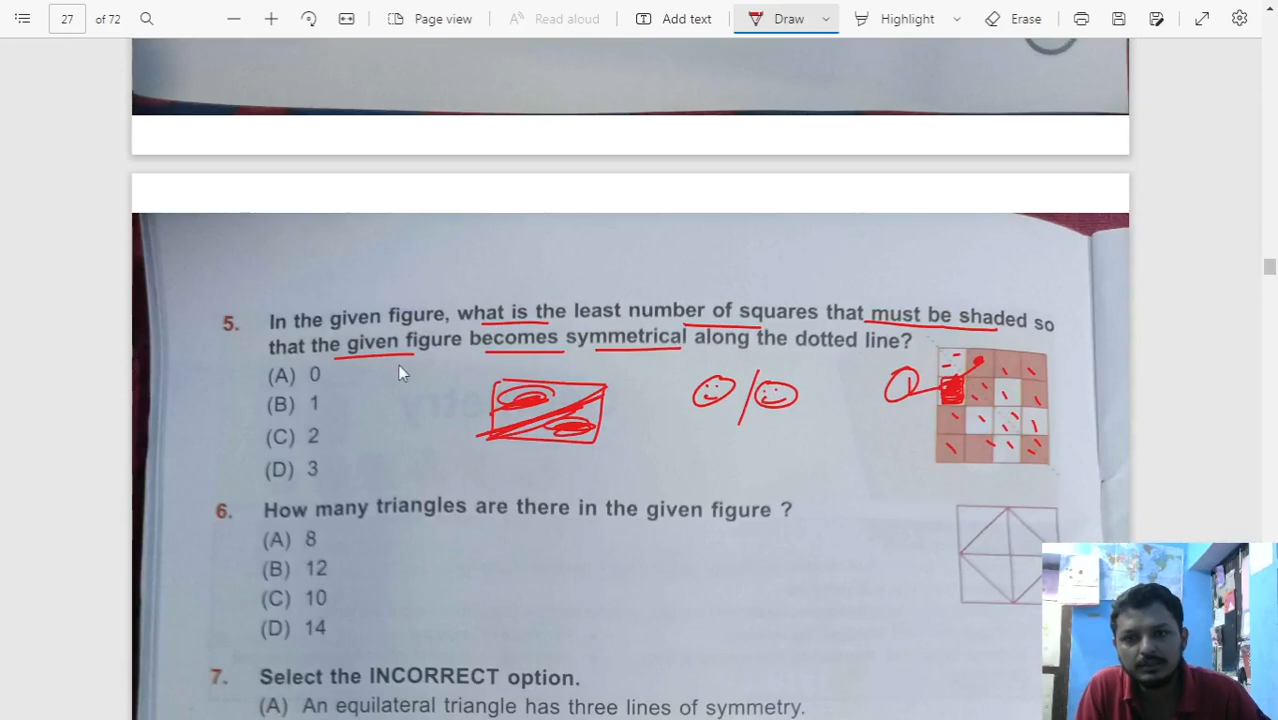 27 of 72
Page view
Read aloud
Add text
Draw
Highlight
Erase
5. In the given figure, what is the least number of squares that must be shaded so
that the given figure becomes symmetrical along the dotted line?
(A) 0
(B) 1
(C) 2
(D) 3
1
6. How many triangles are there in the given figure ?
(A) 8
(B) 12
(C) 10
(D) 14
7. Select the INCORRECT option.
(A) An equilateral triangle has three lines of symmetry.